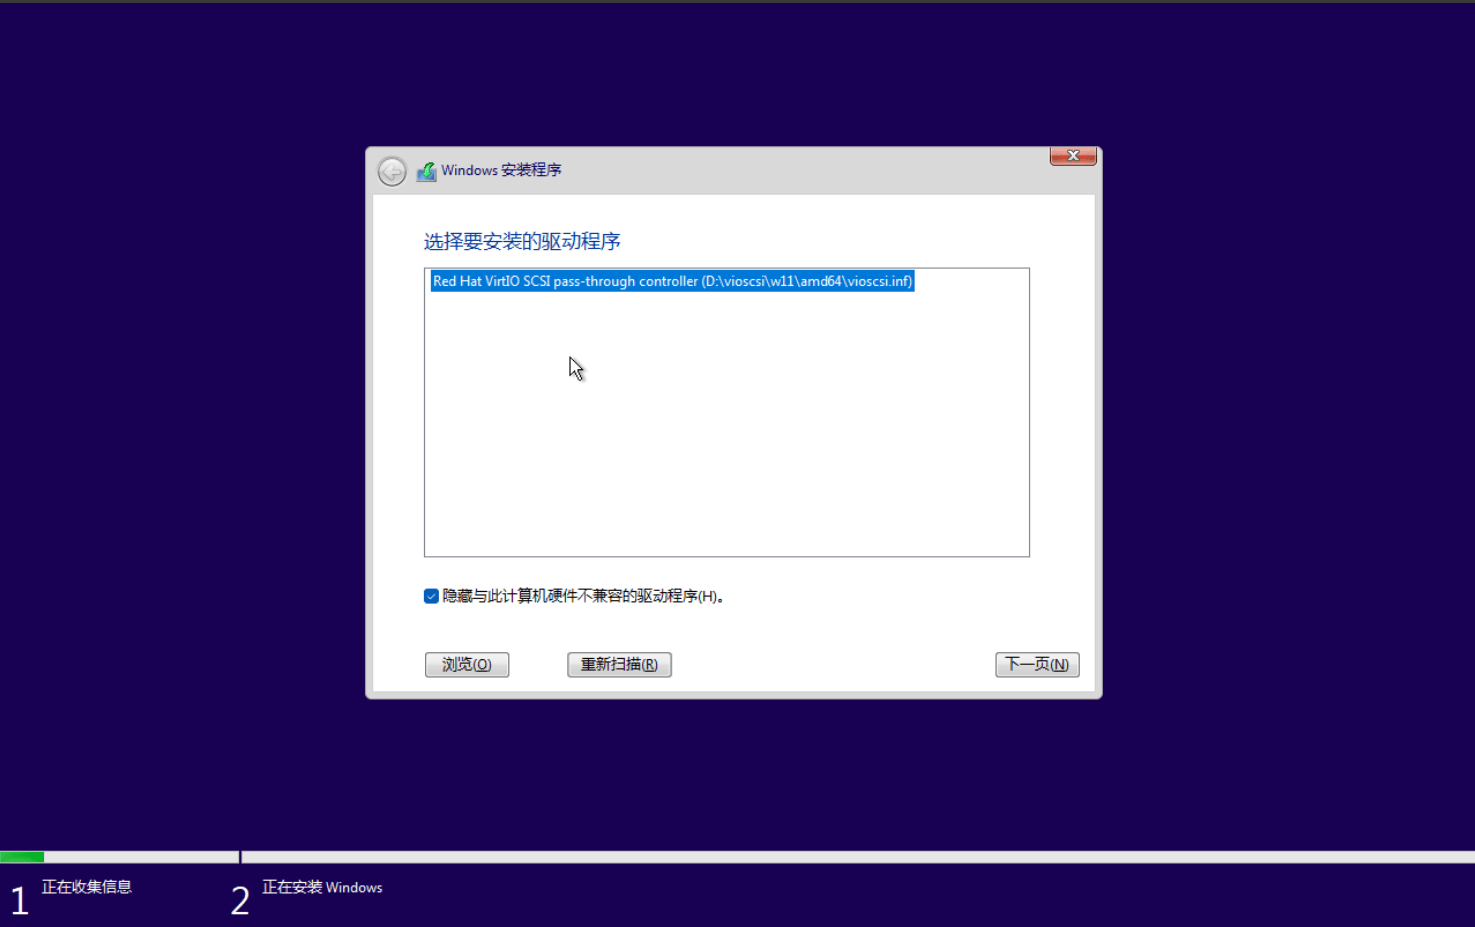 Windows 安装程序
选择要安装的驱动程序
Red Hat VirtIO SCSI pass-through controller (D:\vioscsi\w11\amd64\vioscsi.inf)
隐藏与此计算机硬件不兼容的驱动程序(H)。
浏览(O)
重新扫描(R)
下一页(N)
1 正在收集信息
2 正在安装 Windows